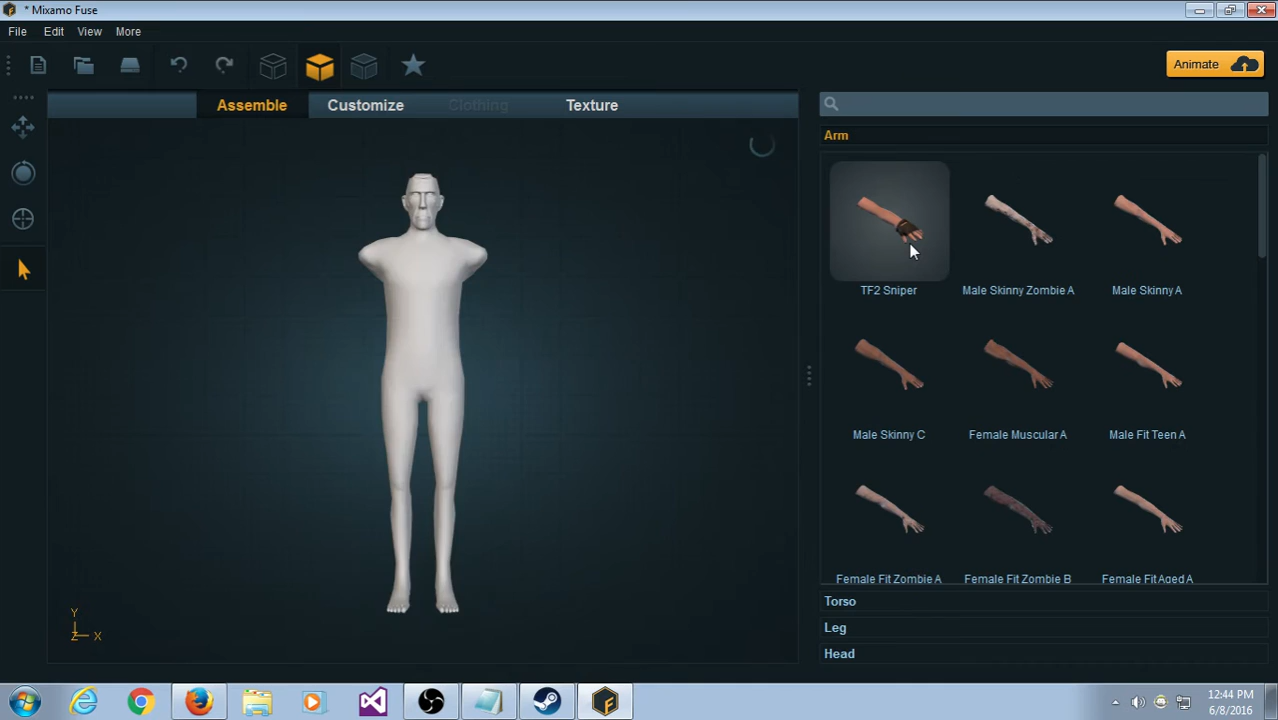 * Mixamo Fuse
File Edit View More
Animate
Assemble Customize Clothing Texture
Arm
TF2 Sniper Male Skinny Zombie A Male Skinny A
Male Skinny C Female Muscular A Male Fit Teen A
Female Fit Zombie A Female Fit Zombie B Female Fit Aged A
Torso
Leg
Head
Y
Z X
12:44 PM
6/8/2016